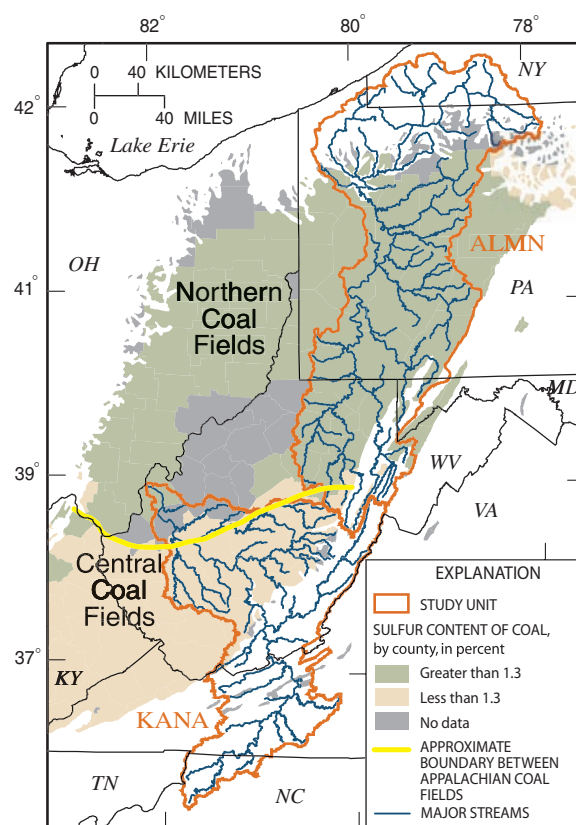 82°
80°
78°
NY
0 40 KILOMETERS
0 40 MILES
42°
Lake Erie
ALMN
OH
41°
PA
Northern
Coal
Fields
MD
39°
WV
VA
Central
Coal
Fields
37°
KY
KANA
TN
NC
EXPLANATION
STUDY UNIT
SULFUR CONTENT OF COAL,
by county, in percent
Greater than 1.3
Less than 1.3
No data
APPROXIMATE
BOUNDARY BETWEEN
APPALACHIAN COAL
FIELDS
MAJOR STREAMS